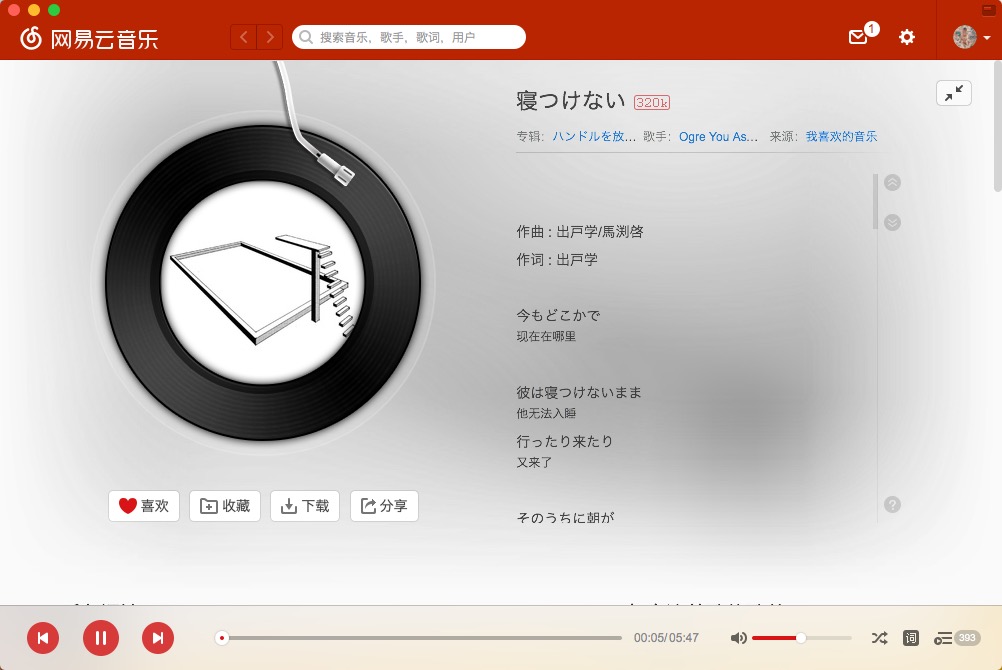 网易云音乐
搜索音乐，歌手，歌词，用户
1
寝つけない 320k
专辑: ハンドルを放... 歌手: Ogre You As... 来源: 我喜欢的音乐
作曲 : 出戸学/馬渕啓
作词 : 出戸学
今もどこかで
现在在哪里
彼は寝つけないまま
他无法入睡
行ったり来たり
又来了
そのうちに朝が
喜欢 收藏 下载 分享
00:05/05:47
词
393